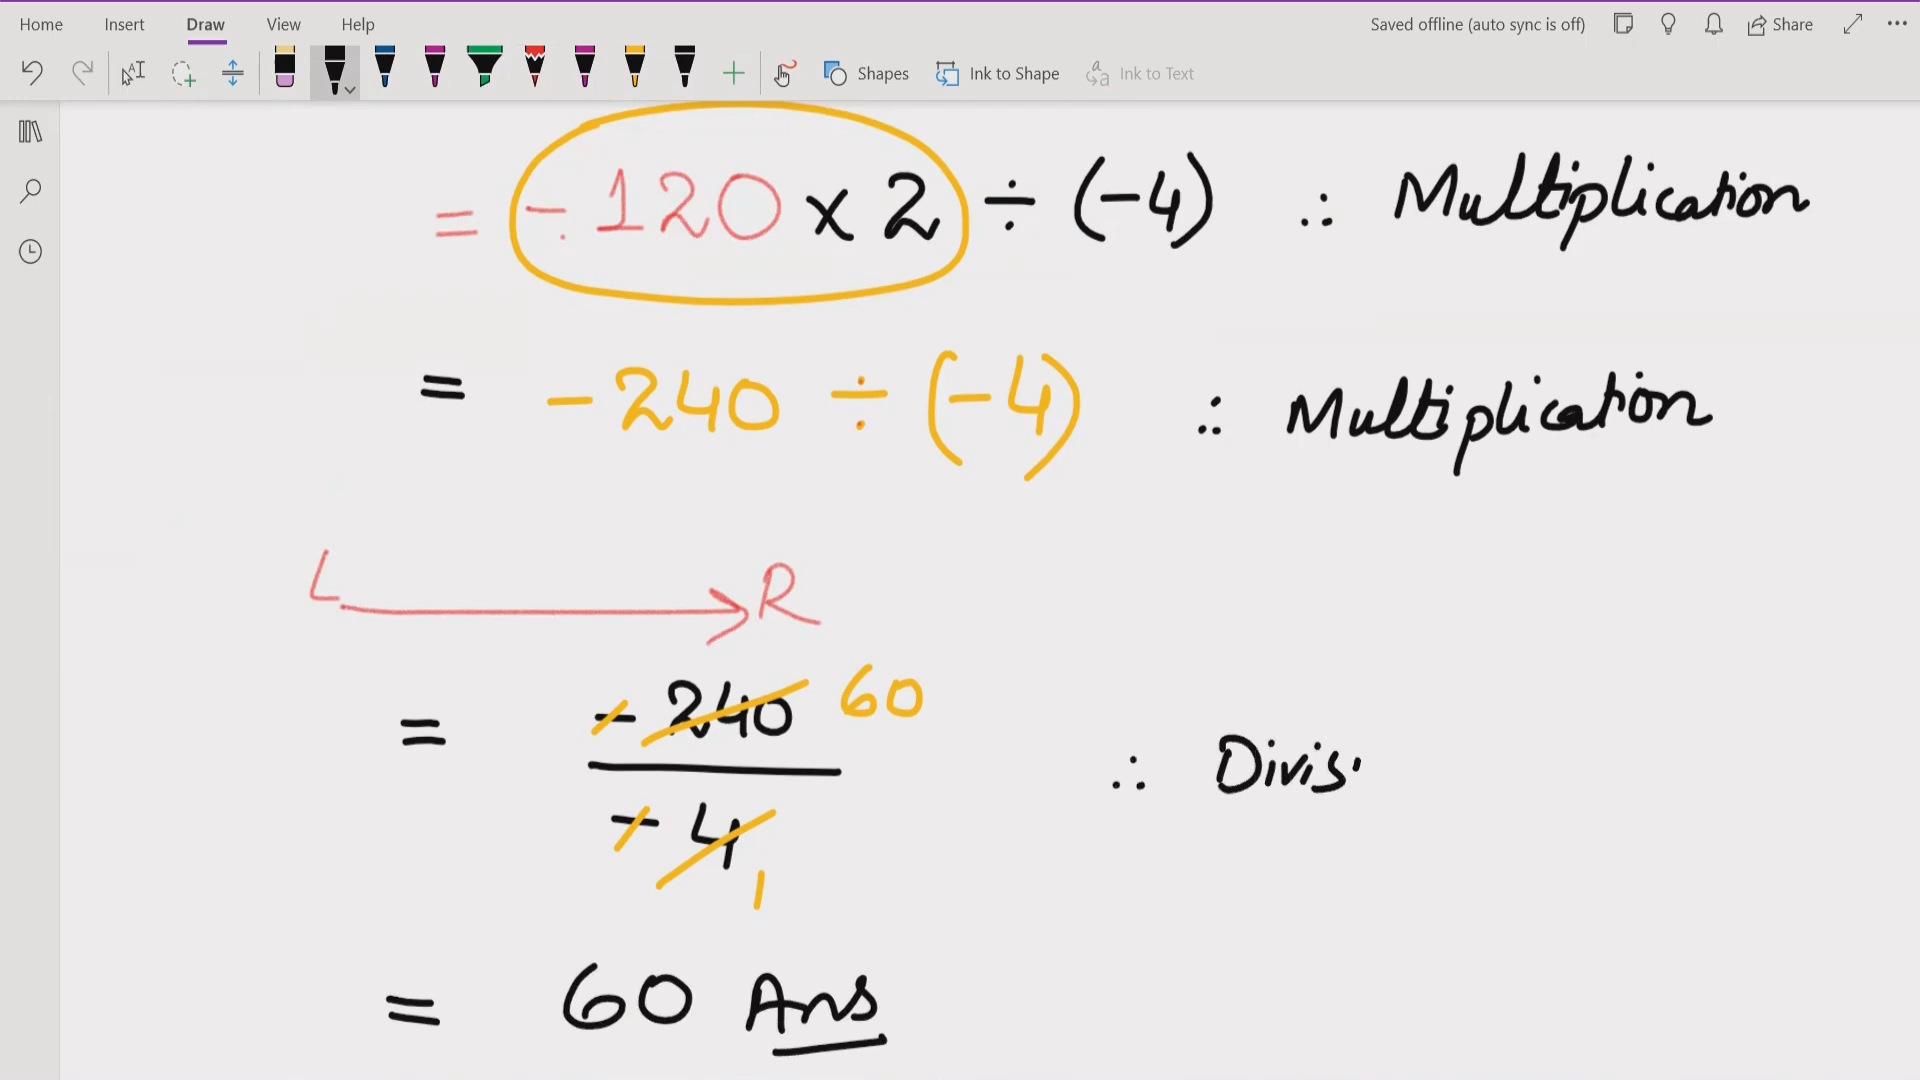 Home Insert Draw View Help Saved offline (auto sync is off) Share
Shapes Ink to Shape Ink to Text
= -120 × 2 ÷ (-4) ∴ Multiplication
= -240 ÷ (-4) ∴ Multiplication
L → R
= -240 60
-4 1
∴ Divis
= 60 Ans